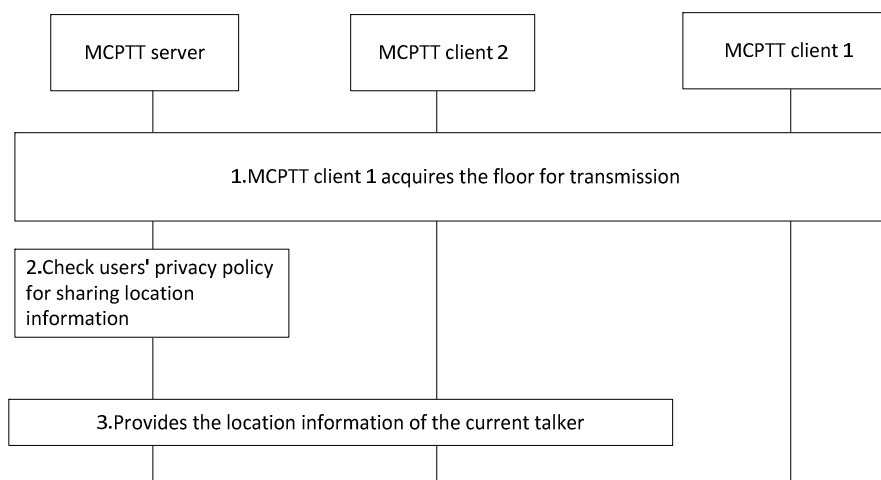 MCPTT server
MCPTT client 2
MCPTT client 1
1.MCPTT client 1 acquires the floor for transmission
2.Check users' privacy policy
for sharing location
information
3.Provides the location information of the current talker